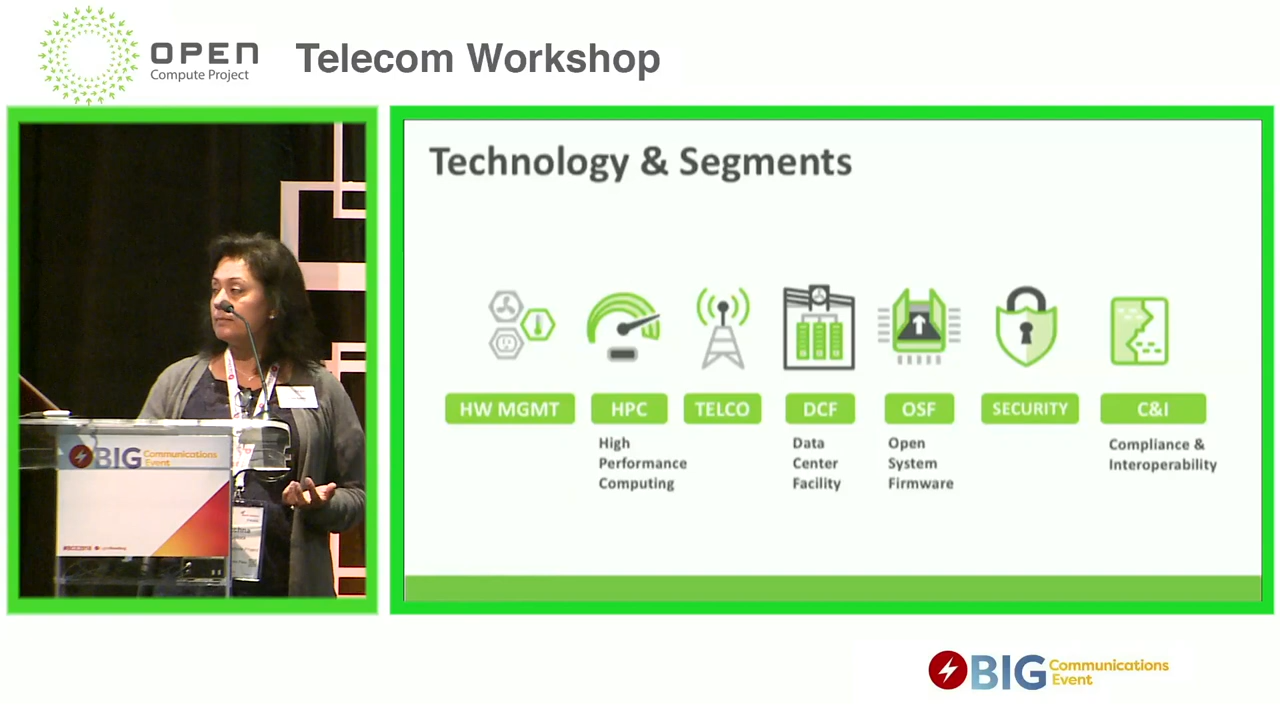 OPEN
Compute Project
Telecom Workshop
Technology & Segments
HW MGMT
HPC
TELCO
DCF
OSF
SECURITY
C&I
High
Performance
Computing
Data
Center
Facility
Open
System
Firmware
Compliance &
Interoperability
BIG Communications
Event
#BCE2018
BIG Communications
Event